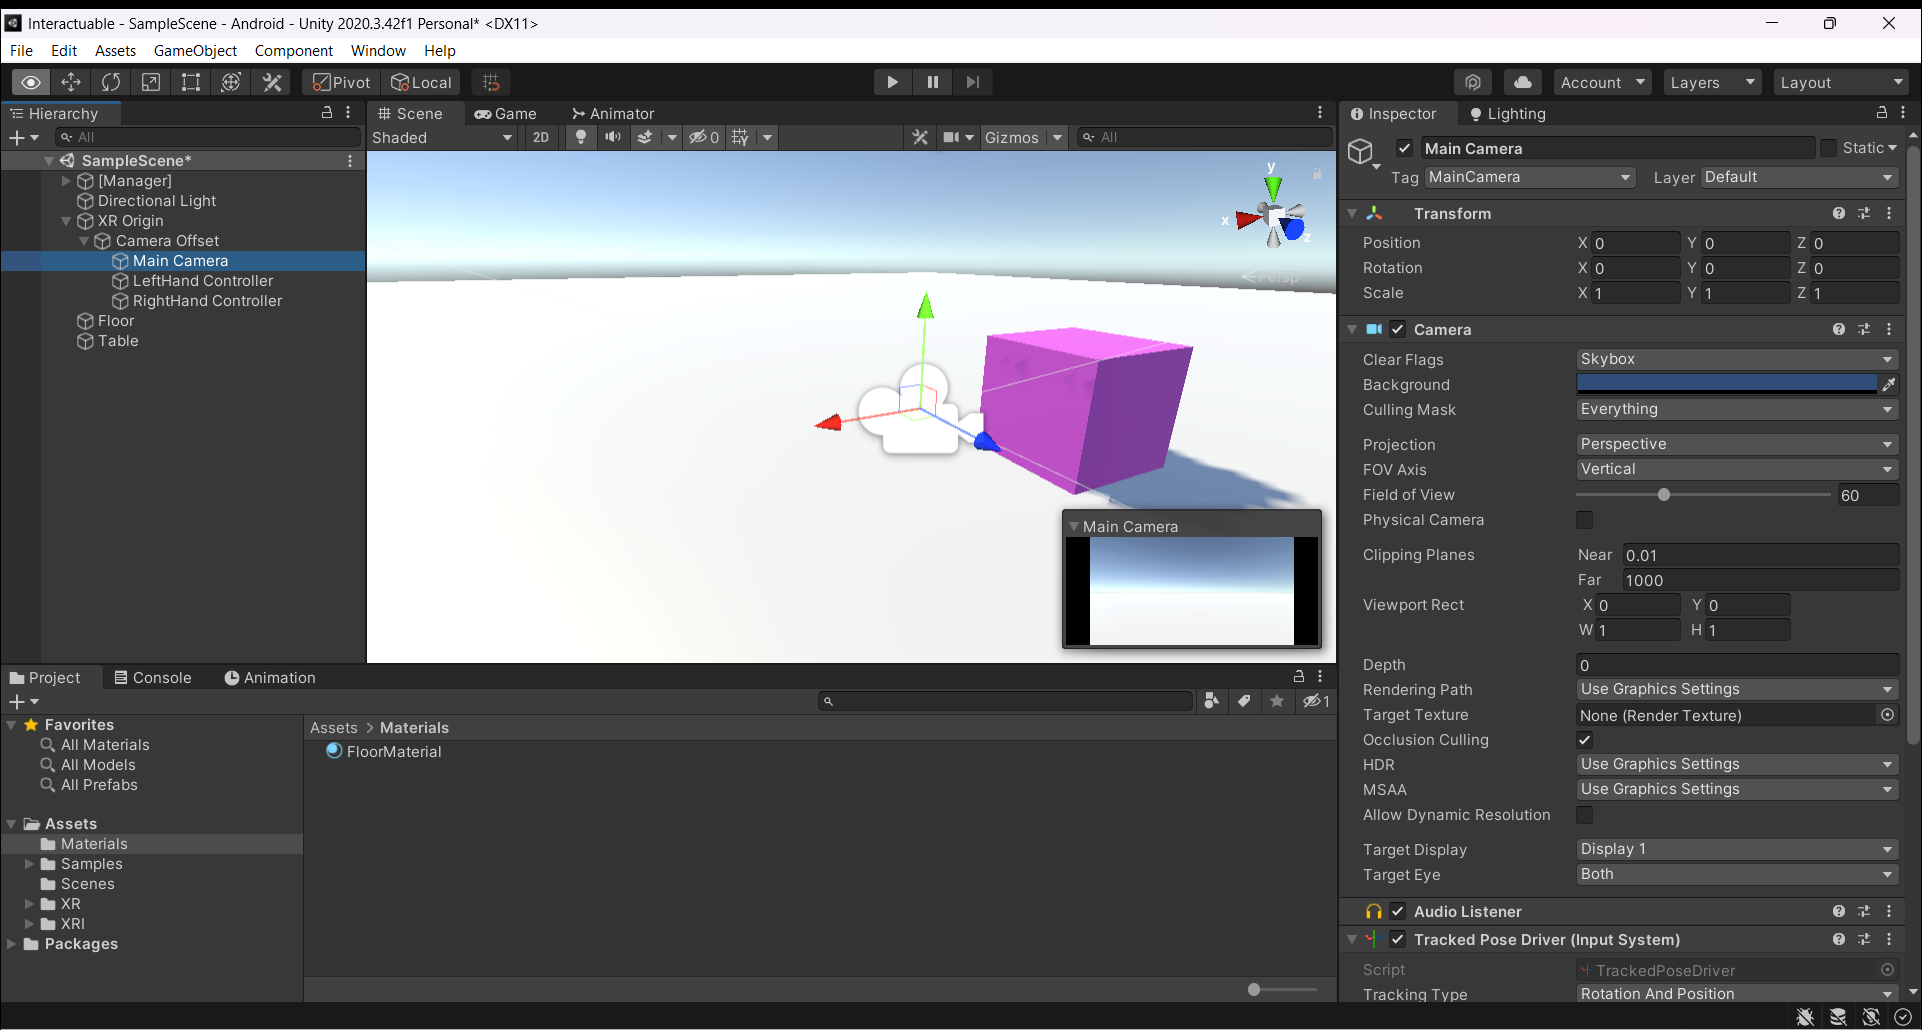 Interactuable - SampleScene - Android - Unity 2020.3.42f1 Personal* <DX11>
File Edit Assets GameObject Component Window Help
Pivot Local Account Layers Layout
Hierarchy
All
SampleScene*
[Manager]
Directional Light
XR Origin
Camera Offset
Main Camera
LeftHand Controller
RightHand Controller
Floor
Table
Scene Game Animator
Shaded 2D 0 Gizmos All
y
x
z
Persp
Main Camera
Project Console Animation
1
Favorites
All Materials
All Models
All Prefabs
Assets
Materials
Samples
Scenes
XR
XRI
Packages
Assets > Materials
FloorMaterial
Inspector Lighting
Main Camera Static
Tag MainCamera Layer Default
Transform
Position X 0 Y 0 Z 0
Rotation X 0 Y 0 Z 0
Scale X 1 Y 1 Z 1
Camera
Clear Flags Skybox
Background
Culling Mask Everything
Projection Perspective
FOV Axis Vertical
Field of View 60
Physical Camera
Clipping Planes Near 0.01
Far 1000
Viewport Rect X 0 Y 0
W 1 H 1
Depth 0
Rendering Path Use Graphics Settings
Target Texture None (Render Texture)
Occlusion Culling
HDR Use Graphics Settings
MSAA Use Graphics Settings
Allow Dynamic Resolution
Target Display Display 1
Target Eye Both
Audio Listener
Tracked Pose Driver (Input System)
Script TrackedPoseDriver
Tracking Type Rotation And Position